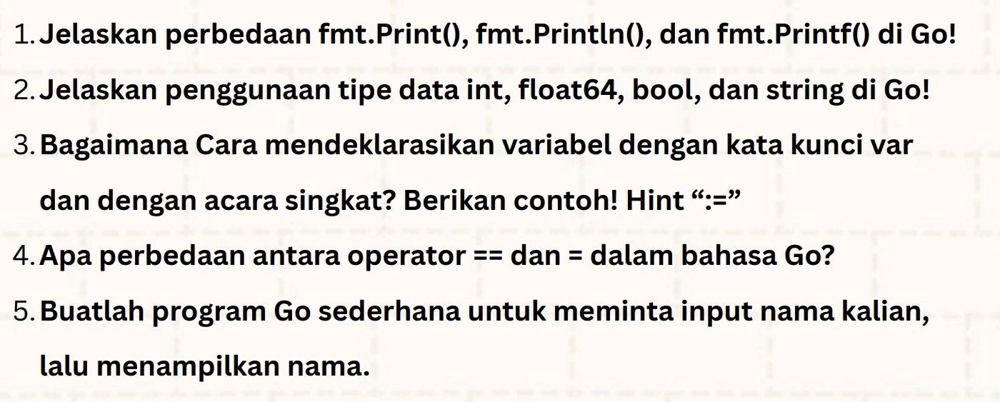 1. Jelaskan perbedaan fmt.Print(), fmt.Println(), dan fmt.Printf() di Go!
2. Jelaskan penggunaan tipe data int, float64, bool, dan string di Go!
3. Bagaimana Cara mendeklarasikan variabel dengan kata kunci var
dan dengan acara singkat? Berikan contoh! Hint “:=”
4. Apa perbedaan antara operator == dan = dalam bahasa Go?
5. Buatlah program Go sederhana untuk meminta input nama kalian,
lalu menampilkan nama.